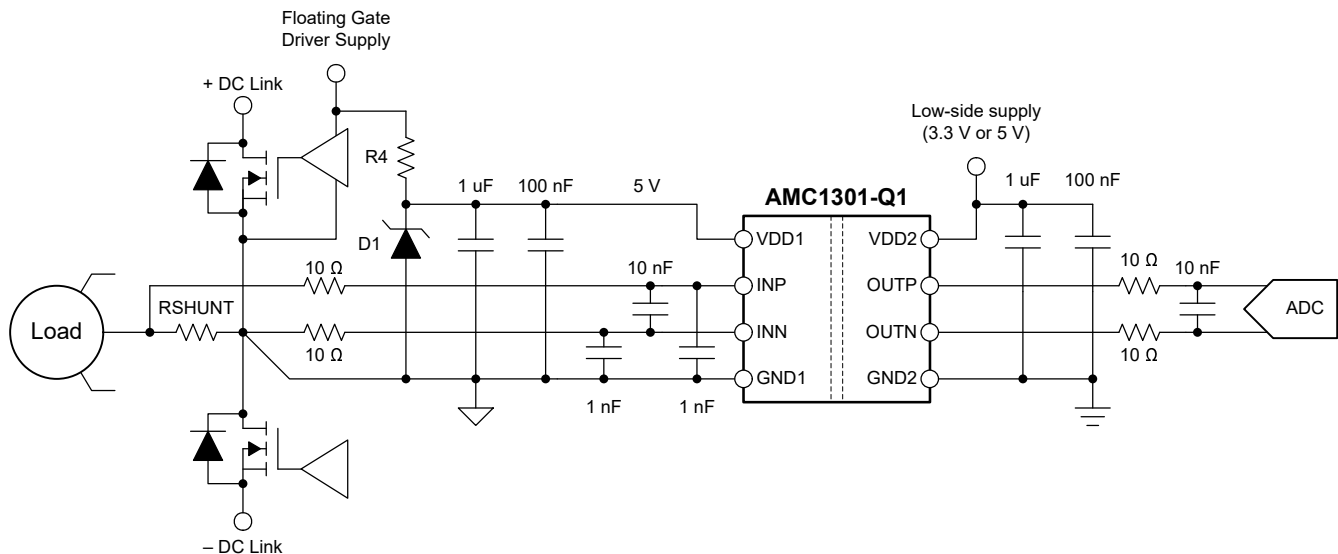 Floating Gate
Driver Supply
+ DC Link
R4
D1
1 uF
100 nF
5 V
Low-side supply
(3.3 V or 5 V)
1 uF
100 nF
AMC1301-Q1
VDD1
VDD2
INP
OUTP
INN
OUTN
GND1
GND2
10 Ω
10 nF
10 Ω
10 nF
RSHUNT
Load
10 Ω
10 Ω
ADC
1 nF
1 nF
– DC Link